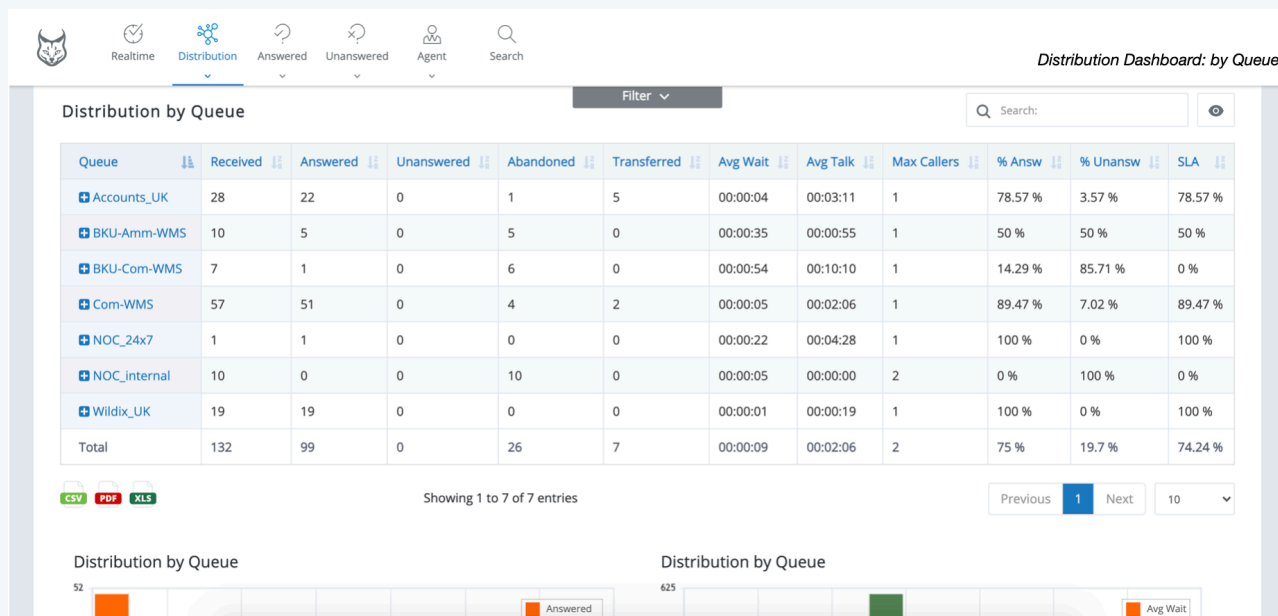 Realtime Distribution Answered Unanswered Agent Search
Distribution Dashboard: by Queue
Filter
Distribution by Queue
Search:
Queue Received Answered Unanswered Abandoned Transferred Avg Wait Avg Talk Max Callers % Answ % Unansw SLA
Accounts_UK 28 22 0 1 5 00:00:04 00:03:11 1 78.57 % 3.57 % 78.57 %
BKU-Amm-WMS 10 5 0 5 0 00:00:35 00:00:55 1 50 % 50 % 50 %
BKU-Com-WMS 7 1 0 6 0 00:00:54 00:10:10 1 14.29 % 85.71 % 0 %
Com-WMS 57 51 0 4 2 00:00:05 00:02:06 1 89.47 % 7.02 % 89.47 %
NOC_24x7 1 1 0 0 0 00:00:22 00:04:28 1 100 % 0 % 100 %
NOC_internal 10 0 0 10 0 00:00:05 00:00:00 2 0 % 100 % 0 %
Wildix_UK 19 19 0 0 0 00:00:01 00:00:19 1 100 % 0 % 100 %
Total 132 99 0 26 7 00:00:09 00:02:06 2 75 % 19.7 % 74.24 %
CSV PDF XLS Showing 1 to 7 of 7 entries Previous 1 Next 10
Distribution by Queue Distribution by Queue
52 625
Answered Avg Wait